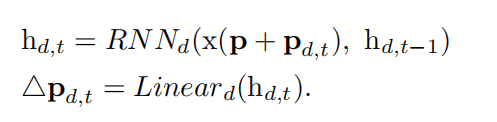 h_{d,t} = RNN_d(x(𝐩 + 𝐩_{d,t}), h_{d,t−1})
△𝐩_{d,t} = Linear_d(h_{d,t}).